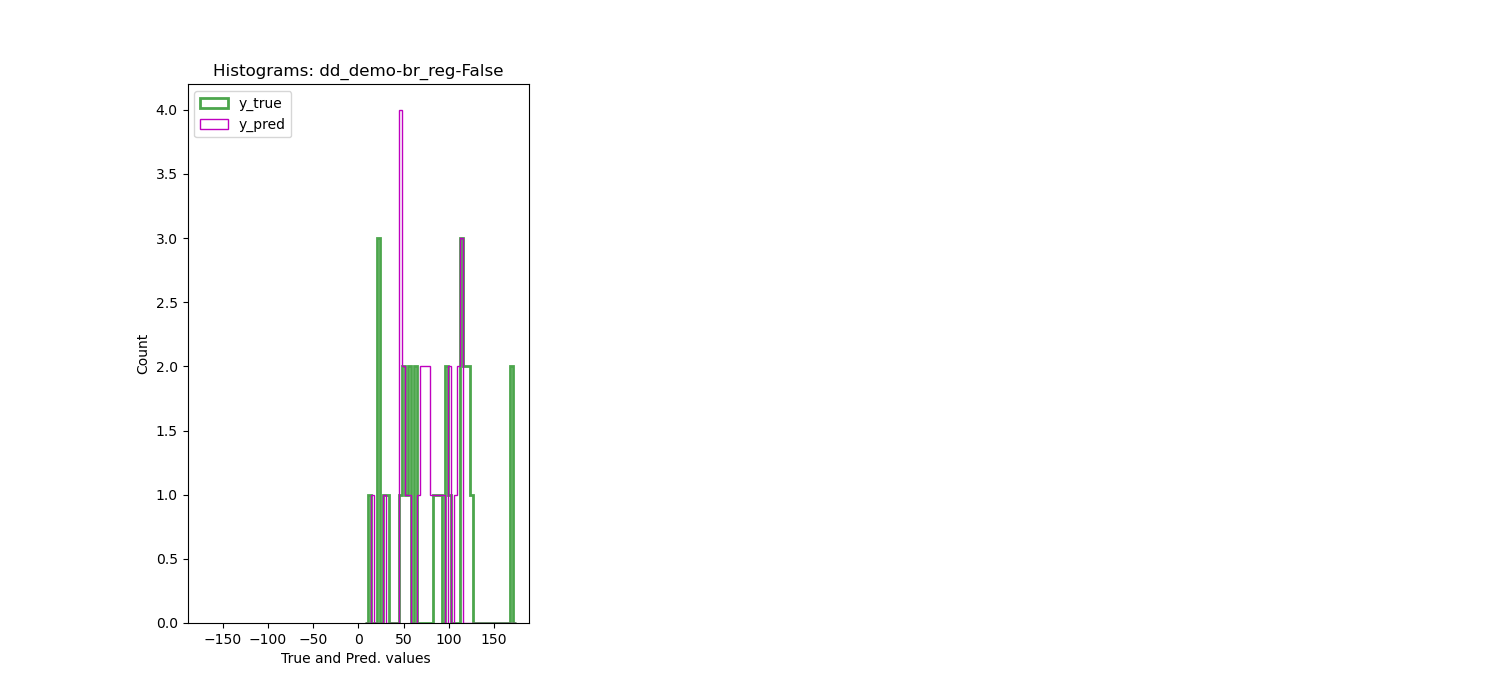 Histograms: dd_demo-br_reg-False
y_true
y_pred
4.0
3.5
3.0
2.5
2.0
1.5
1.0
0.5
0.0
Count
−150 −100 −50 0 50 100 150
True and Pred. values